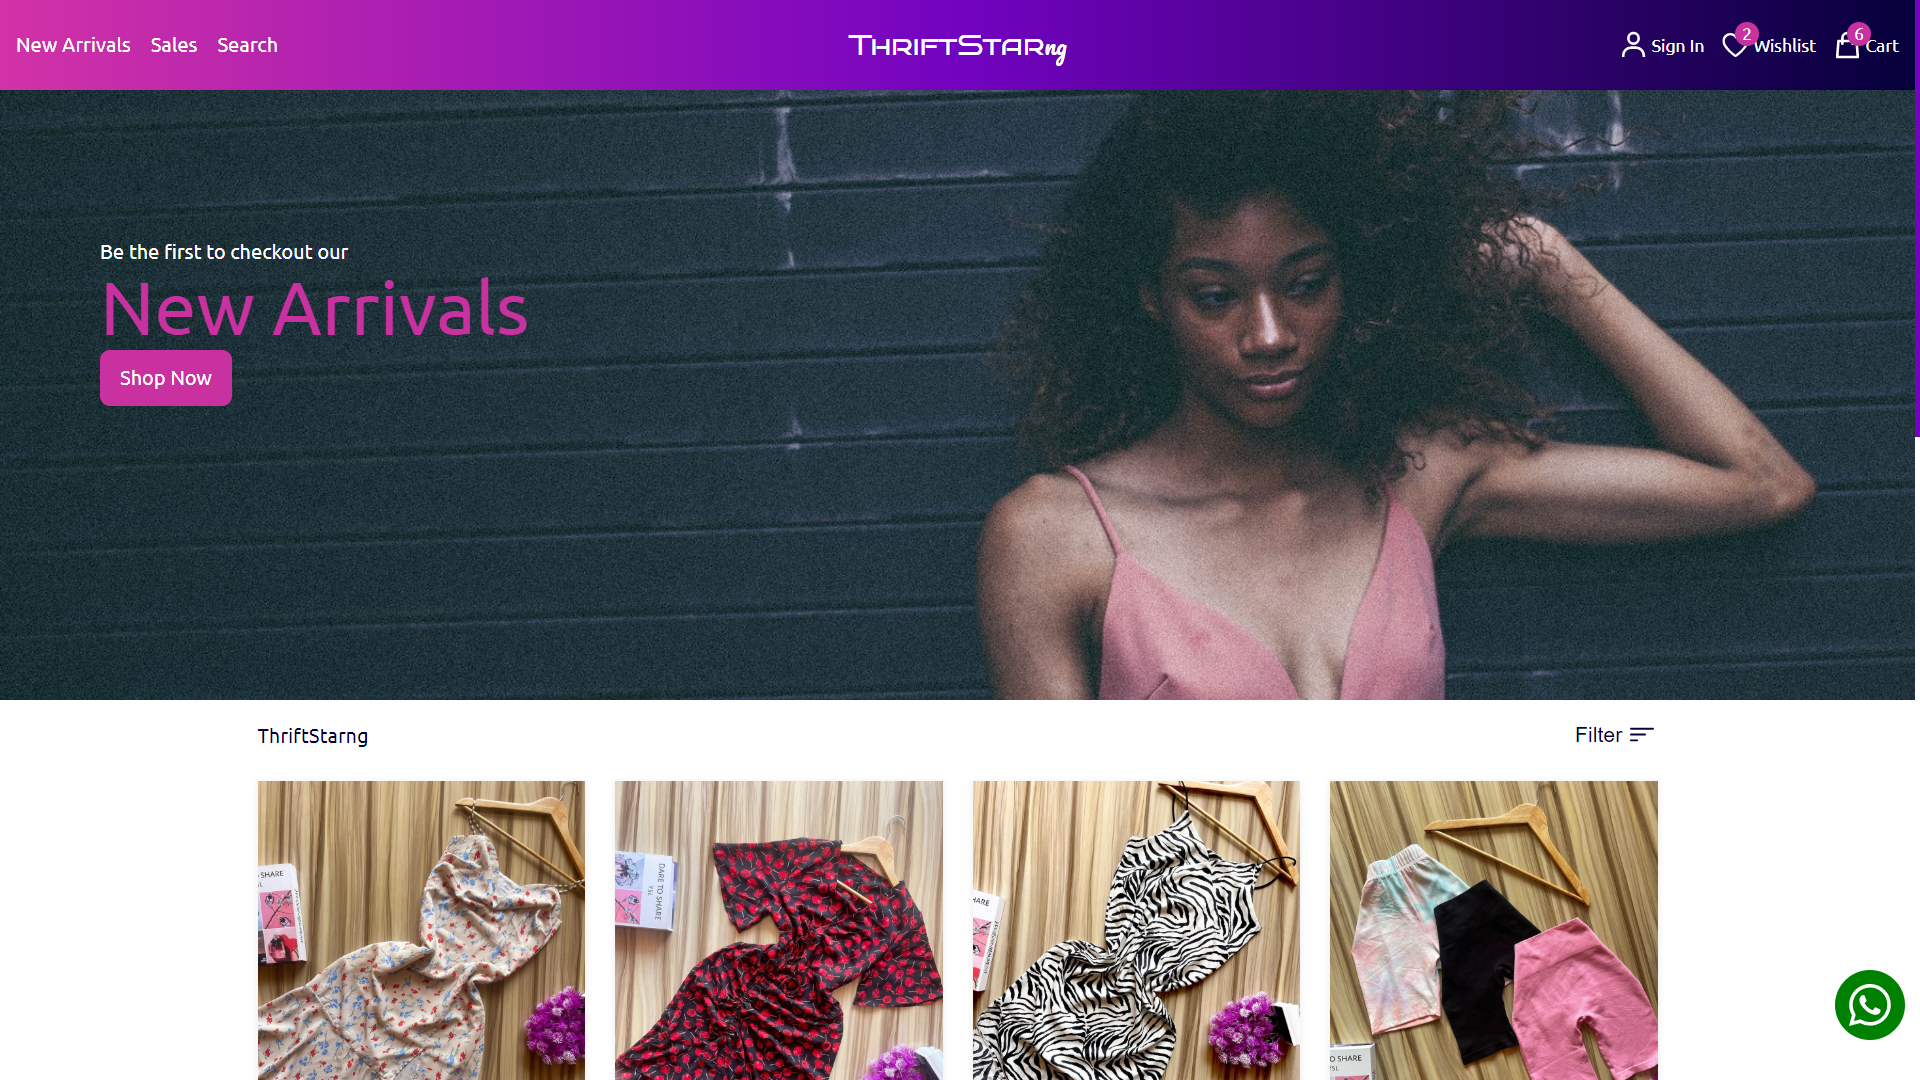 New Arrivals Sales Search
THRIFTSTARng
Sign In 2 Wishlist 6 Cart
Be the first to checkout our
New Arrivals
Shop Now
ThriftStarng
Filter
O SHARE
SL
DARE TO SHARE
YSL
HARE
O SHARE
YSL